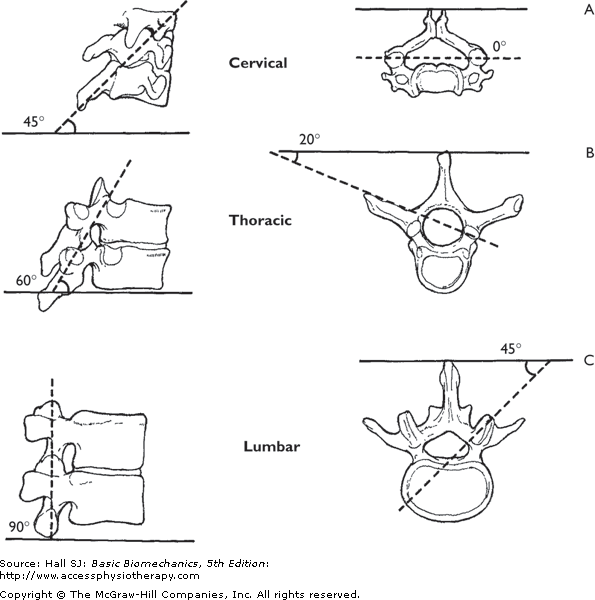 A
Cervical
0°
45°
20°
B
Thoracic
60°
45°
C
Lumbar
90°
Source: Hall SJ: Basic Biomechanics, 5th Edition:
http://www.accessphysiotherapy.com
Copyright © The McGraw-Hill Companies, Inc. All rights reserved.